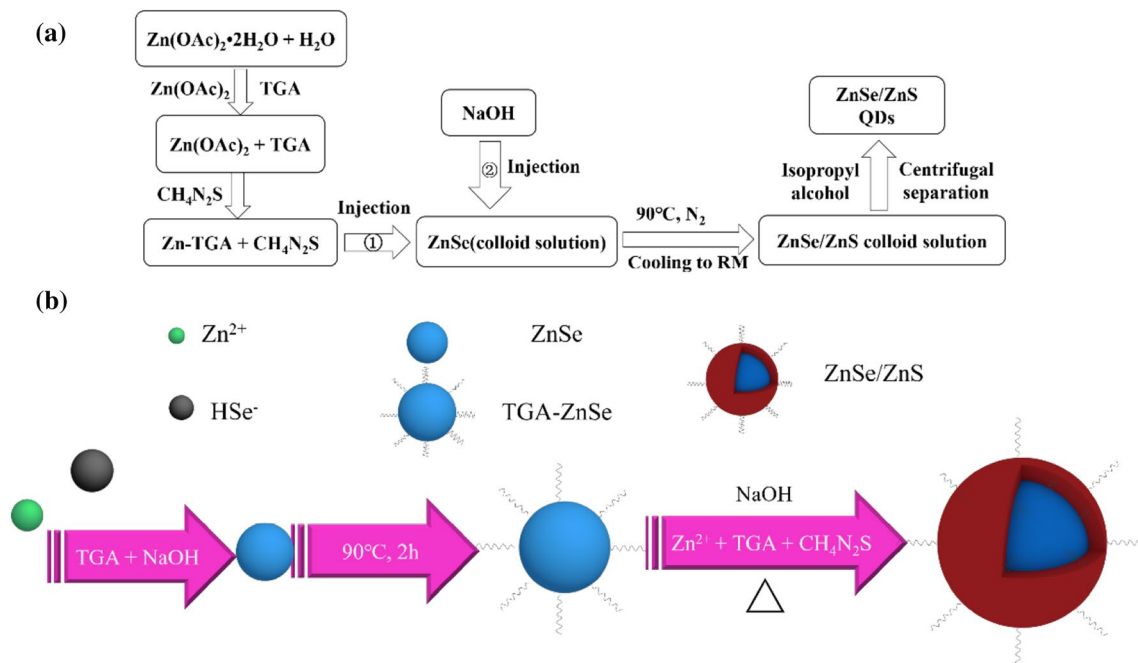 (a)
Zn(OAc)₂•2H₂O + H₂O
Zn(OAc)₂ TGA
Zn(OAc)₂ + TGA
CH₄N₂S
Zn-TGA + CH₄N₂S
Injection
①
NaOH
② Injection
ZnSe(colloid solution)
90℃, N₂
Cooling to RM
ZnSe/ZnS
QDs
Isopropyl
alcohol
Centrifugal
separation
ZnSe/ZnS colloid solution
(b)
Zn²⁺
HSe⁻
ZnSe
TGA-ZnSe
ZnSe/ZnS
TGA + NaOH
90℃, 2h
NaOH
Zn²⁺ + TGA + CH₄N₂S